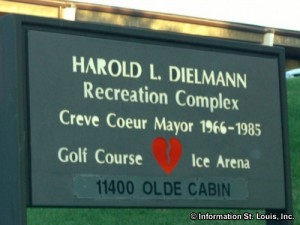 HAROLD L. DIELMANN
Recreation Complex
Creve Coeur Mayor 1966-1985
Golf Course Ice Arena
11400 OLDE CABIN
© Information St. Louis, Inc.